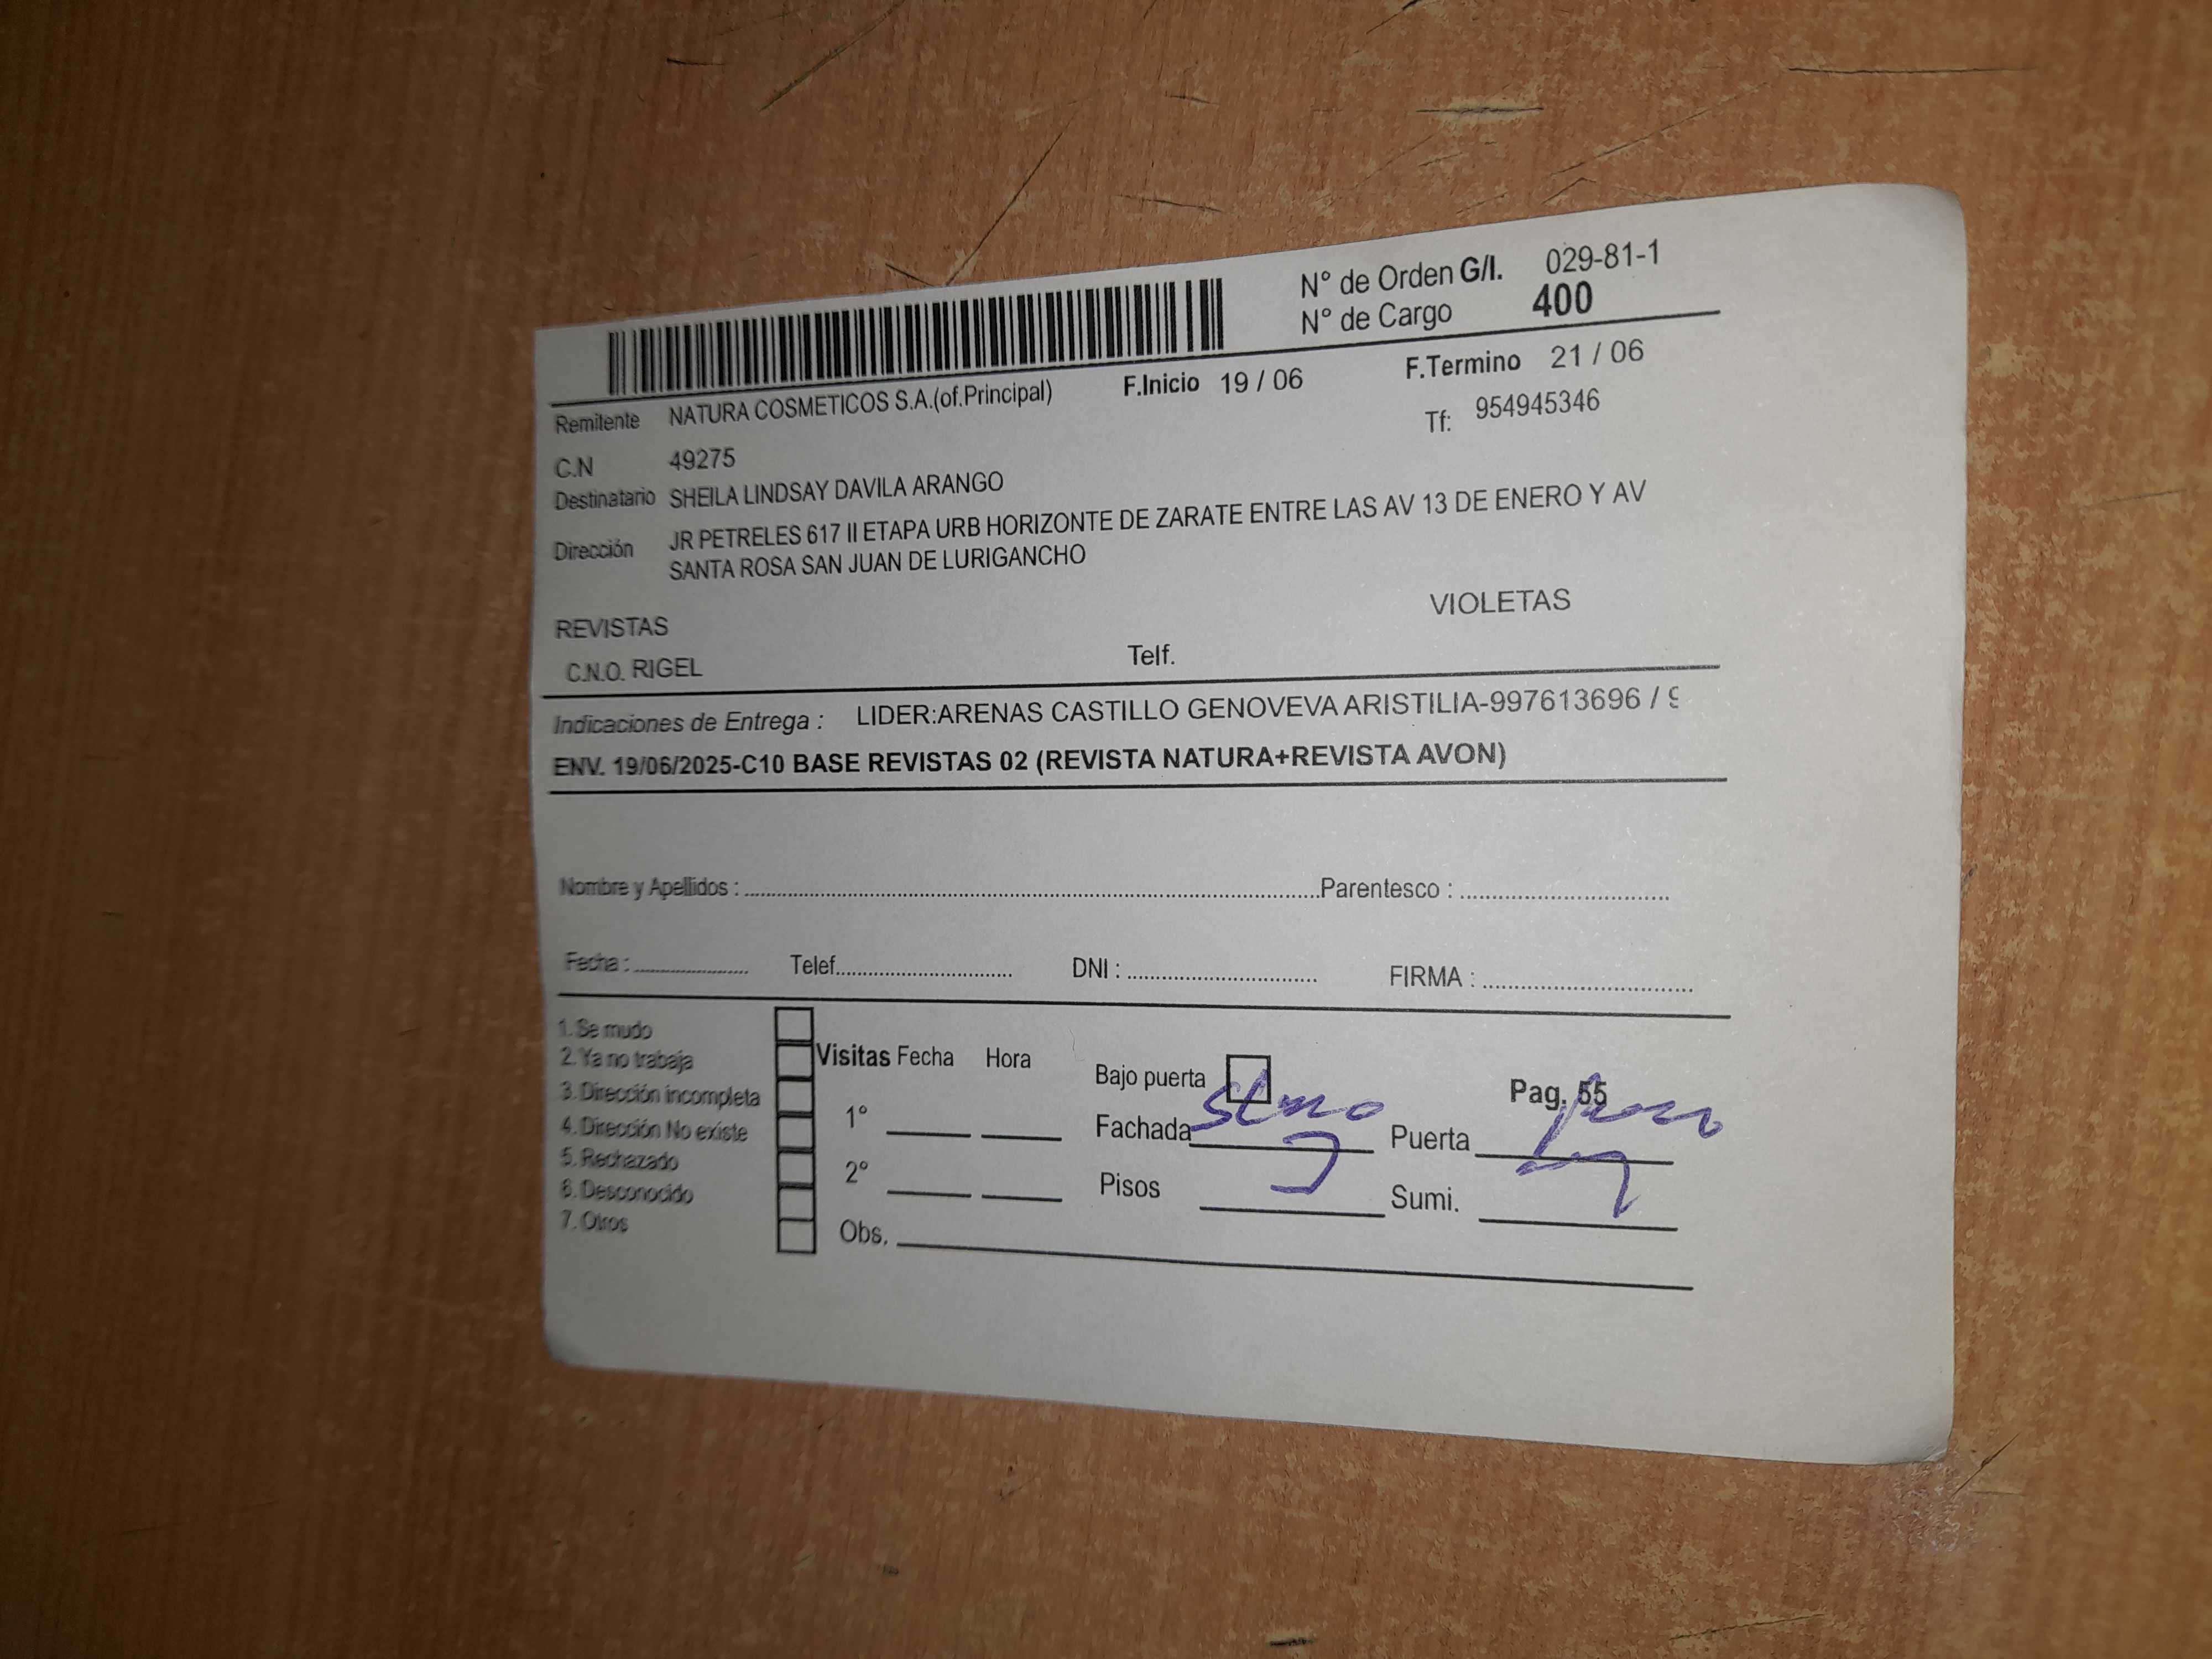 N° de Orden G/I. 029-81-1
N° de Cargo 400
Remitente NATURA COSMETICOS S.A.(of.Principal) F.Inicio 19 / 06 F.Termino 21 / 06
C.N 49275 Tf: 954945346
Destinatario SHEILA LINDSAY DAVILA ARANGO
Dirección JR PETRELES 617 II ETAPA URB HORIZONTE DE ZARATE ENTRE LAS AV 13 DE ENERO Y AV
SANTA ROSA SAN JUAN DE LURIGANCHO
REVISTAS VIOLETAS
C.N.O. RIGEL Telf.
Indicaciones de Entrega : LIDER:ARENAS CASTILLO GENOVEVA ARISTILIA-997613696 / 9
ENV. 19/06/2025-C10 BASE REVISTAS 02 (REVISTA NATURA+REVISTA AVON)
Nombre y Apellidos : Parentesco :
Fecha : Telef. DNI : FIRMA :
1. Se mudo
2. Ya no trabaja
3. Dirección incompleta
4. Dirección No existe
5. Rechazado
6. Desconocido
7. Otros
Visitas Fecha Hora
1°
2°
Obs.
Bajo puerta Pag. 55
Fachada Puerta
Pisos Sumi.